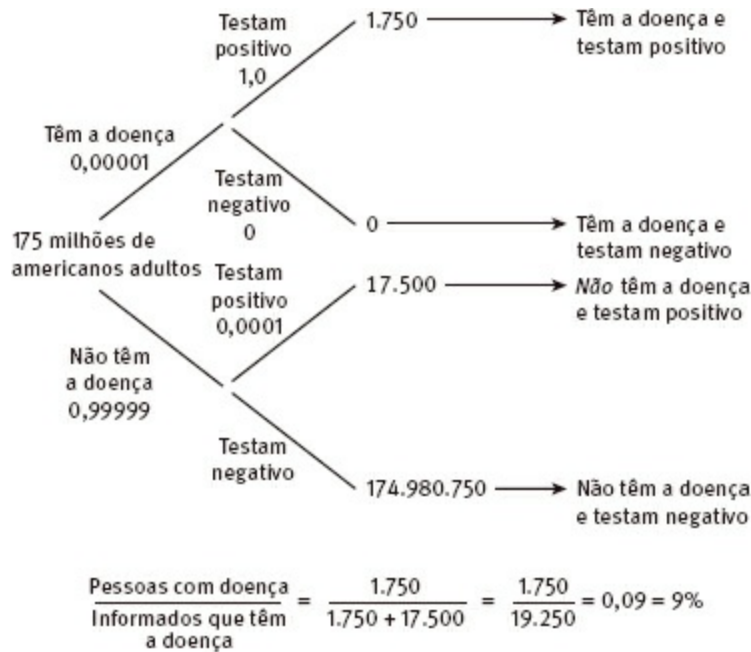 Testam
positivo
1,0
1.750
Têm a doença e
testam positivo
Têm a doença
0,00001
Testam
negativo
0
0
Têm a doença e
testam negativo
175 milhões de
americanos adultos
Testam
positivo
0,0001
17.500
Não têm a doença
e testam positivo
Não têm
a doença
0,99999
Testam
negativo
174.980.750
Não têm a doença
e testam negativo
Pessoas com doença
Informados que têm
a doença
=
1.750
1.750 + 17.500
=
1.750
19.250
= 0,09 = 9%